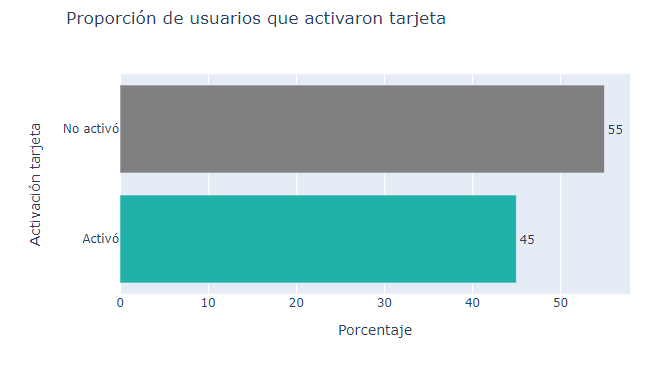 Proporción de usuarios que activaron tarjeta
Activación tarjeta
No activó
55
Activó
45
0 10 20 30 40 50
Porcentaje